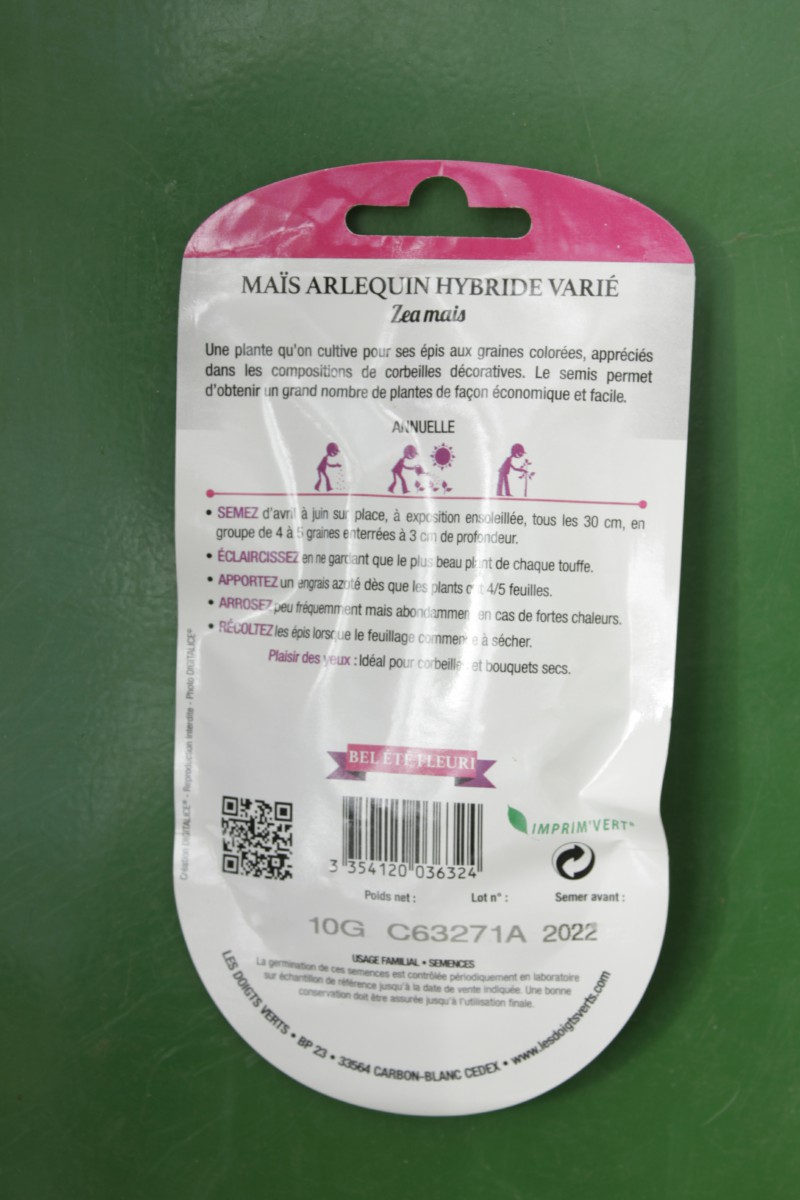 MAÏS ARLEQUIN HYBRIDE VARIÉ
Zea mais
Une plante qu'on cultive pour ses épis aux graines colorées, appréciés
dans les compositions de corbeilles décoratives. Le semis permet
d'obtenir un grand nombre de plantes de façon économique et facile.
ANNUELLE
• SEMEZ d'avril à juin sur place, à exposition ensoleillée, tous les 30 cm, en
groupe de 4 à 5 graines enterrées à 3 cm de profondeur.
• ÉCLAIRCISSEZ en ne gardant que le plus beau plant de chaque touffe.
• APPORTEZ un engrais azoté dès que les plants ont 4/5 feuilles.
• ARROSEZ peu fréquemment mais abondamment en cas de fortes chaleurs.
• RÉCOLTEZ les épis lorsque le feuillage commence à sécher.
Plaisir des yeux : Idéal pour corbeilles et bouquets secs.
Création DIGITALICE® - Reproduction interdite - Photo DIGITALICE®
BEL ÉTÉ FLEURI
IMPRIM'VERT®
3 354120 036324
Poids net : Lot n° : Semer avant :
10G C63271A 2022
USAGE FAMILIAL • SEMENCES
La germination de ces semences est contrôlée périodiquement en laboratoire
sur échantillon de référence jusqu'à la date de vente indiquée. Une bonne
conservation doit être assurée jusqu'à l'utilisation finale.
LES DOIGTS VERTS • BP 23 • 33564 CARBON-BLANC CEDEX • www.lesdoigtsverts.com